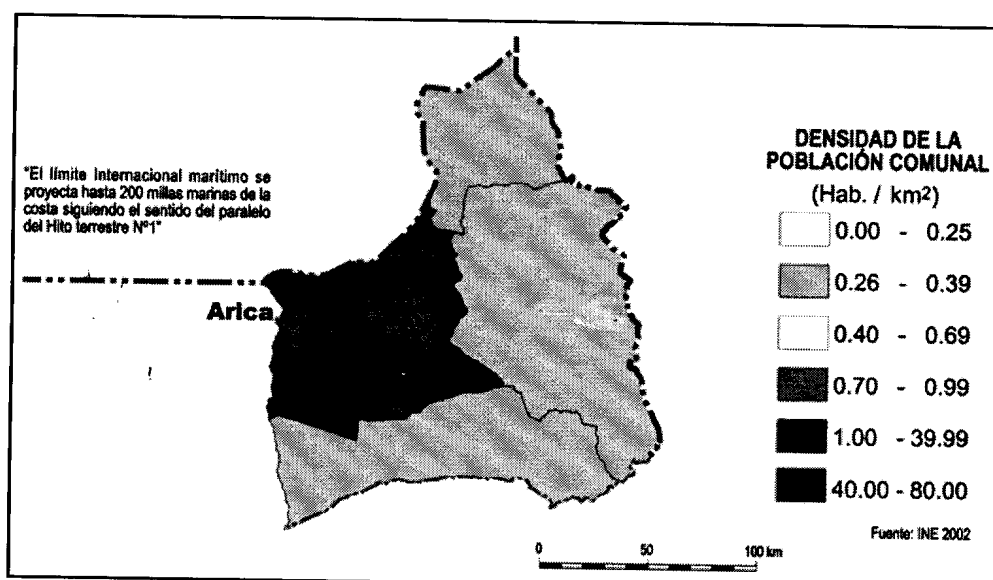 "El límite Internacional marítimo se
proyecta hasta 200 millas marinas de la
costa siguiendo el sentido del paralelo
del Hito terrestre Nº1"
Arica
DENSIDAD DE LA
POBLACIÓN COMUNAL
(Hab. / km²)
0.00 - 0.25
0.26 - 0.39
0.40 - 0.69
0.70 - 0.99
1.00 - 39.99
40.00 - 80.00
Fuente: INE 2002
0 50 100 km